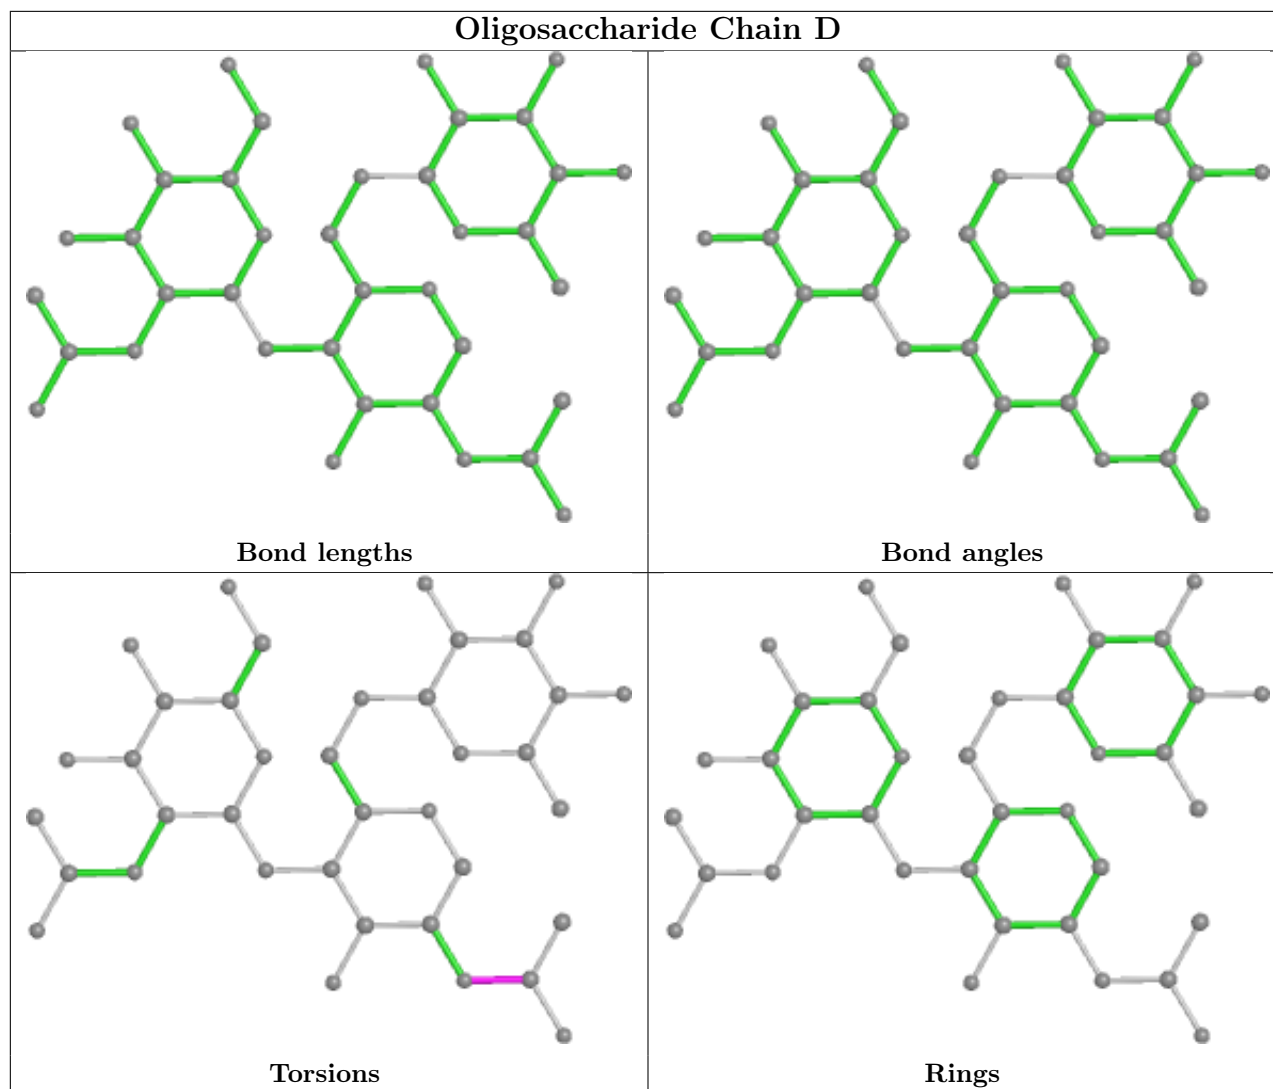 Oligosaccharide Chain D
Bond lengths
Bond angles
Torsions
Rings